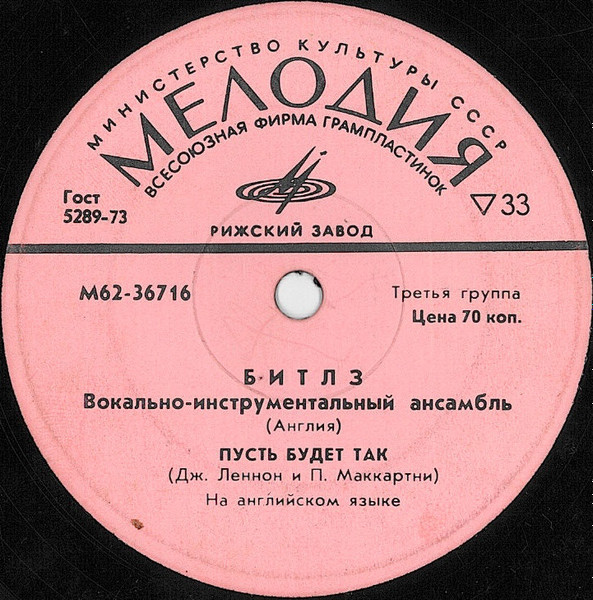 МИНИСТЕРСТВО КУЛЬТУРЫ СССР
МЕЛОДИЯ
ВСЕСОЮЗНАЯ ФИРМА ГРАМПЛАСТИНОК
Гост
5289-73
▽33
РИЖСКИЙ ЗАВОД
М62-36716
Третья группа
Цена 70 коп.
БИТЛЗ
Вокально-инструментальный ансамбль
(Англия)
ПУСТЬ БУДЕТ ТАК
(Дж. Леннон и П. Маккартни)
На английском языке